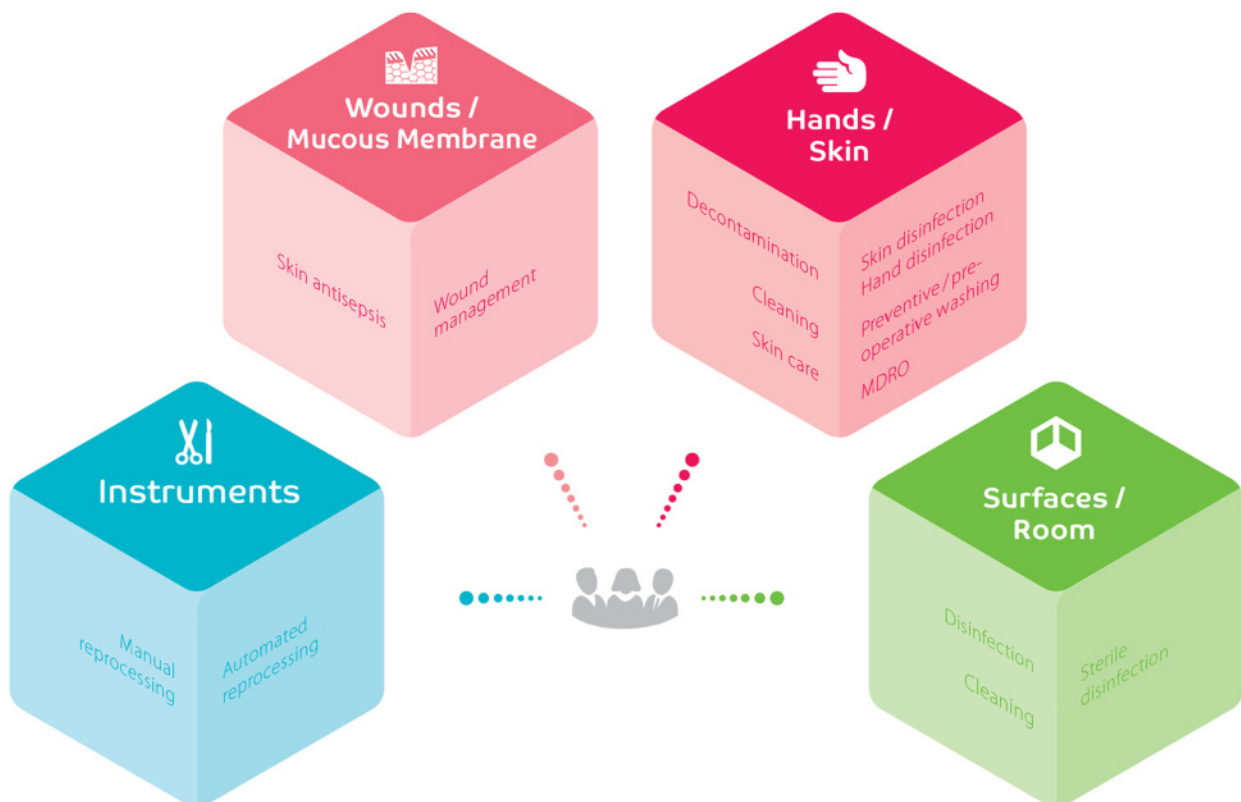 Wounds /
Mucous Membrane
Skin antisepsis
Wound
management
Hands /
Skin
Decontamination
Cleaning
Skin care
Skin disinfection
Hand disinfection
Preventive / pre-
operative washing
MDRO
Instruments
Manual
reprocessing
Automated
reprocessing
Surfaces /
Room
Disinfection
Cleaning
Sterile
disinfection